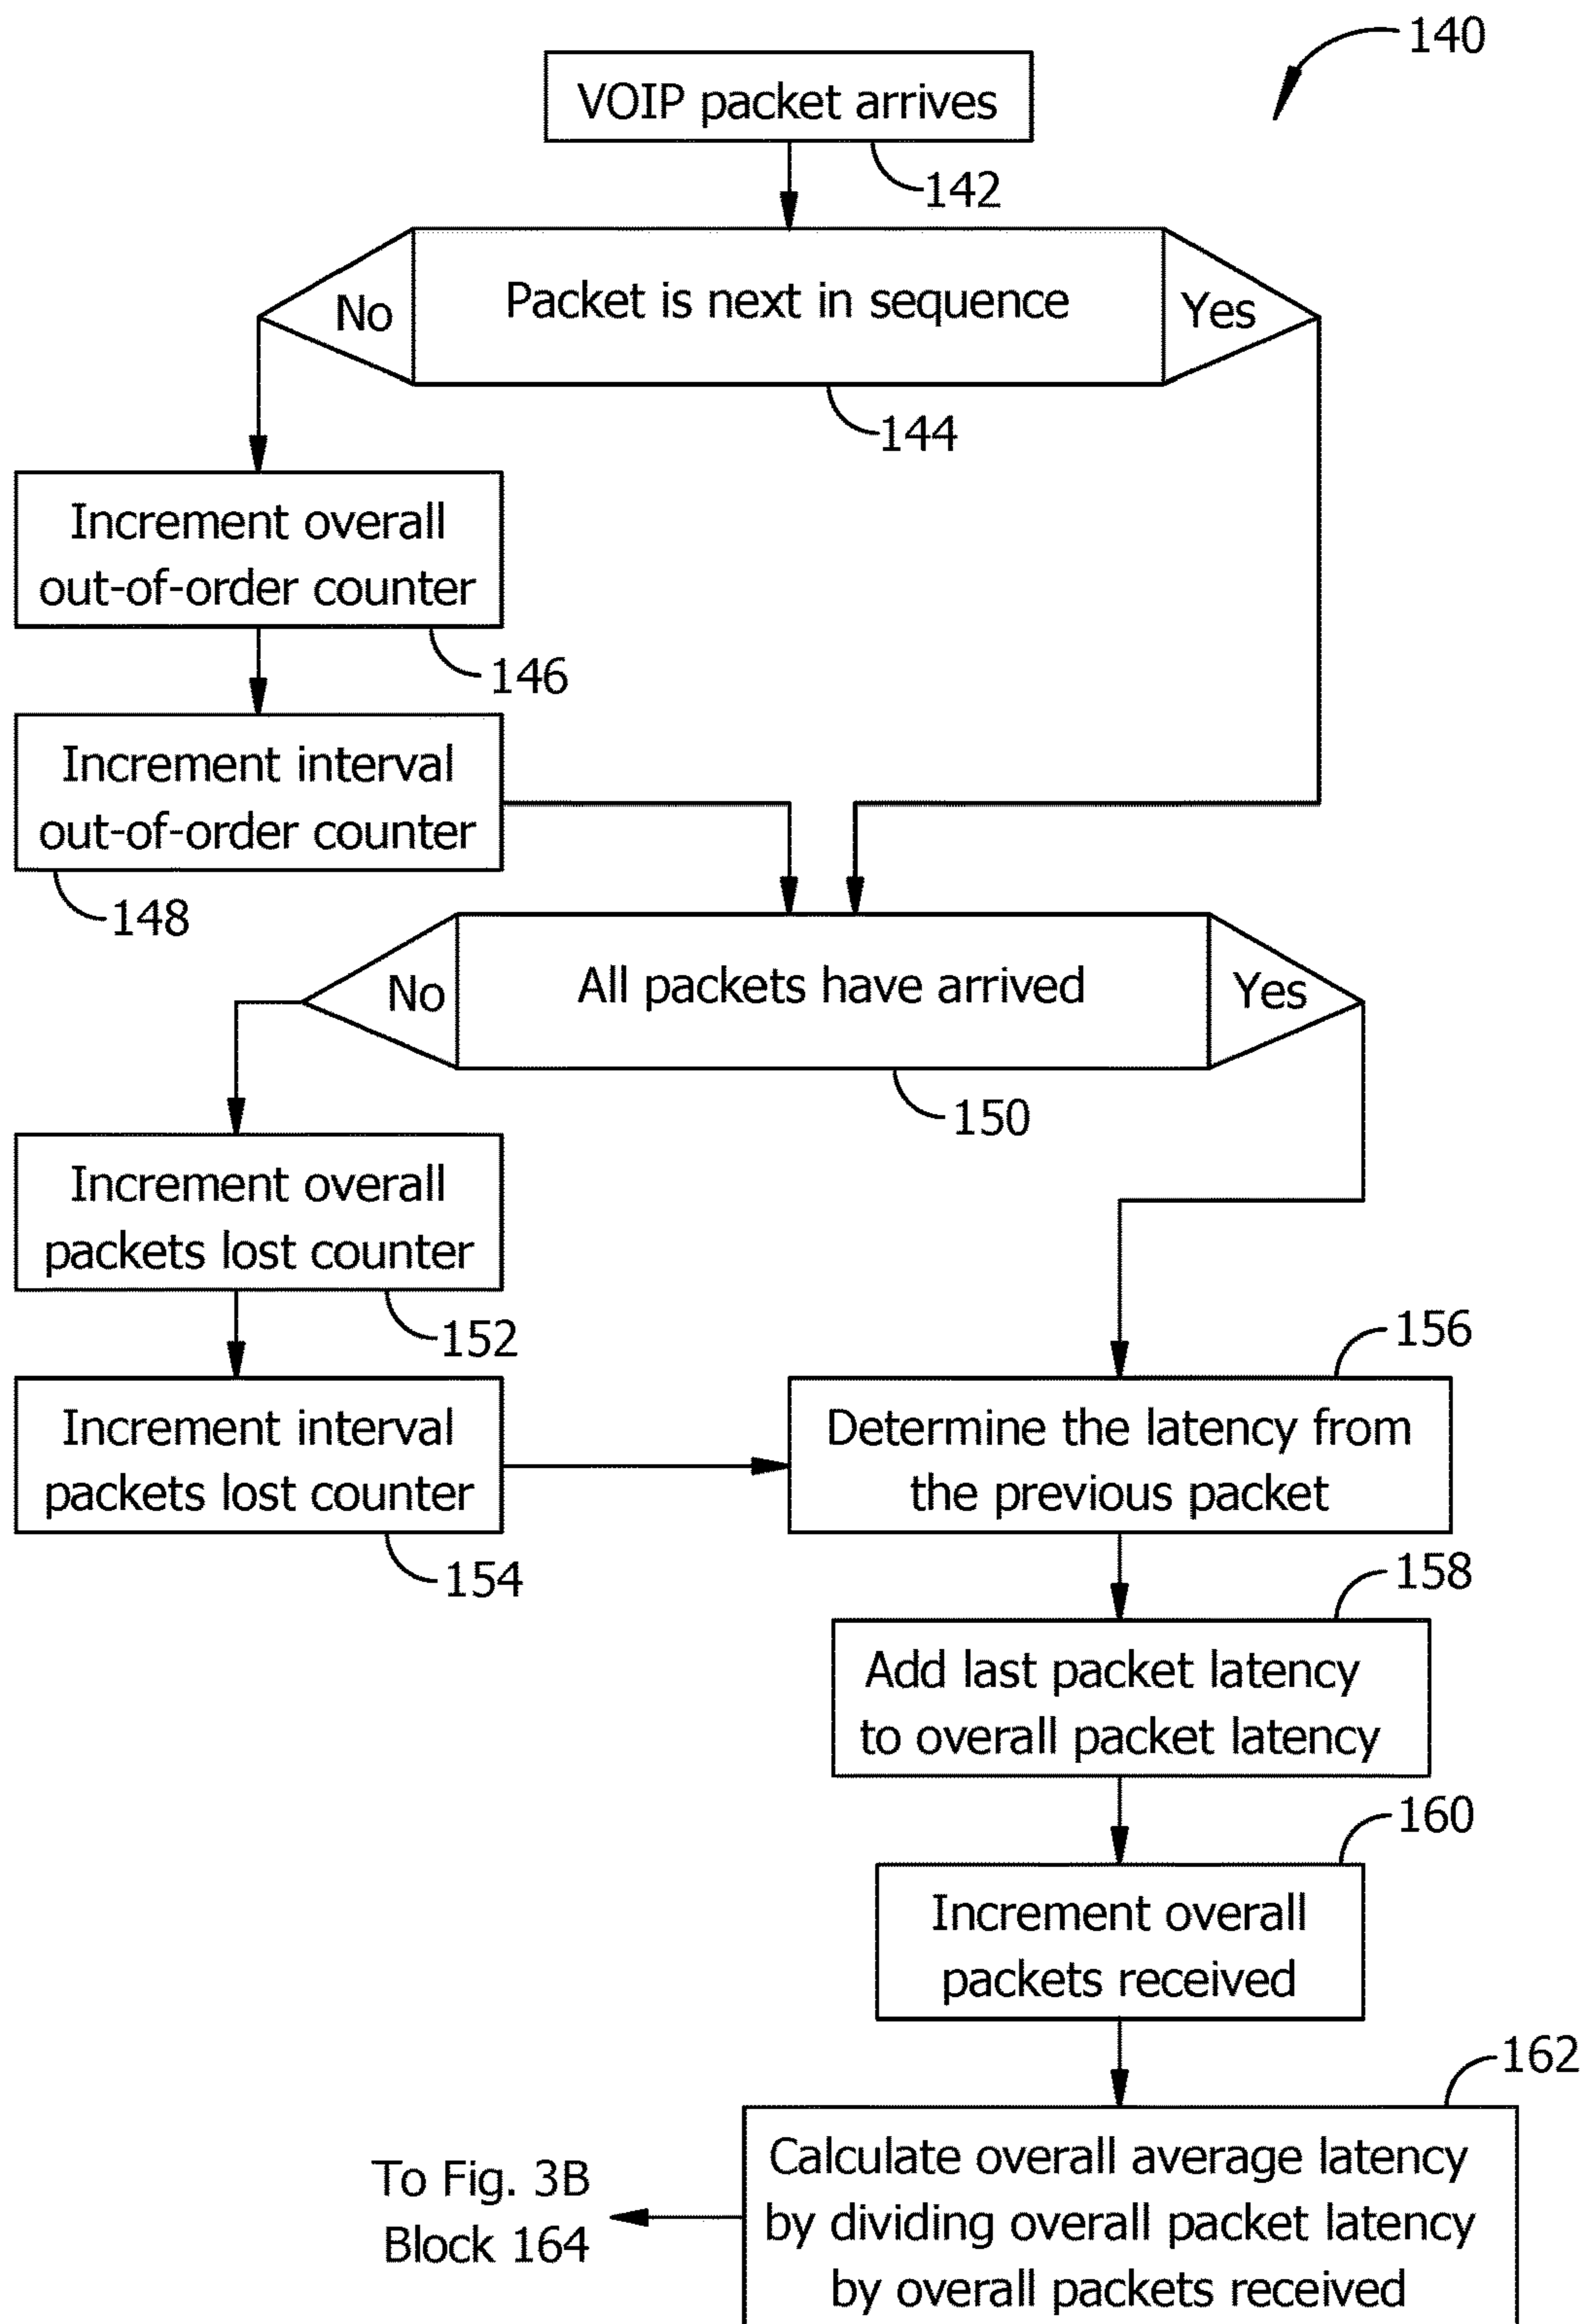 140
VOIP packet arrives
142
No
Packet is next in sequence
Yes
144
Increment overall
out-of-order counter
146
Increment interval
out-of-order counter
148
No
All packets have arrived
Yes
150
Increment overall
packets lost counter
152
156
Increment interval
packets lost counter
154
Determine the latency from
the previous packet
158
Add last packet latency
to overall packet latency
160
Increment overall
packets received
162
To Fig. 3B
Block 164
Calculate overall average latency
by dividing overall packet latency
by overall packets received